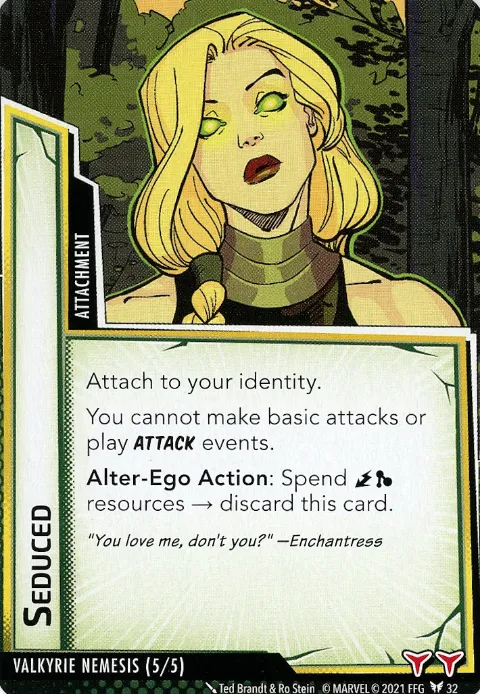 ATTACHMENT
SEDUCED
Attach to your identity.
You cannot make basic attacks or
play ATTACK events.
Alter-Ego Action: Spend
resources → discard this card.
"You love me, don't you?" —Enchantress
VALKYRIE NEMESIS (5/5)
Ted Brandt & Ro Stein © MARVEL © 2021 FFG 32